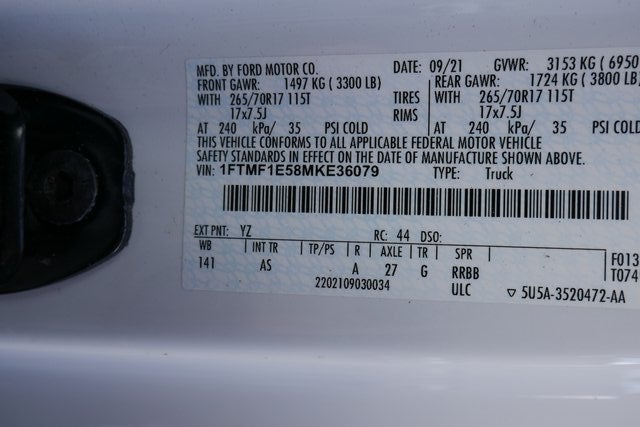 MFD. BY FORD MOTOR CO. DATE: 09/21 GVWR: 3153 KG ( 6950
FRONT GAWR: 1497 KG ( 3300 LB) REAR GAWR: 1724 KG ( 3800 LB)
WITH 265/70R17 115T TIRES WITH 265/70R17 115T
17x7.5J RIMS 17x7.5J
AT 240 kPa/ 35 PSI COLD AT 240 kPa/ 35 PSI COL
THIS VEHICLE CONFORMS TO ALL APPLICABLE FEDERAL MOTOR VEHICLE
SAFETY STANDARDS IN EFFECT ON THE DATE OF MANUFACTURE SHOWN ABOVE.
VIN: 1FTMF1E58MKE36079 TYPE: Truck
EXT PNT: YZ RC: 44 DSO:
WB INT TR TP/PS R AXLE TR SPR F013
141 AS A 27 G RRBB T074
2202109030034 ULC ▽ 5U5A-3520472-AA